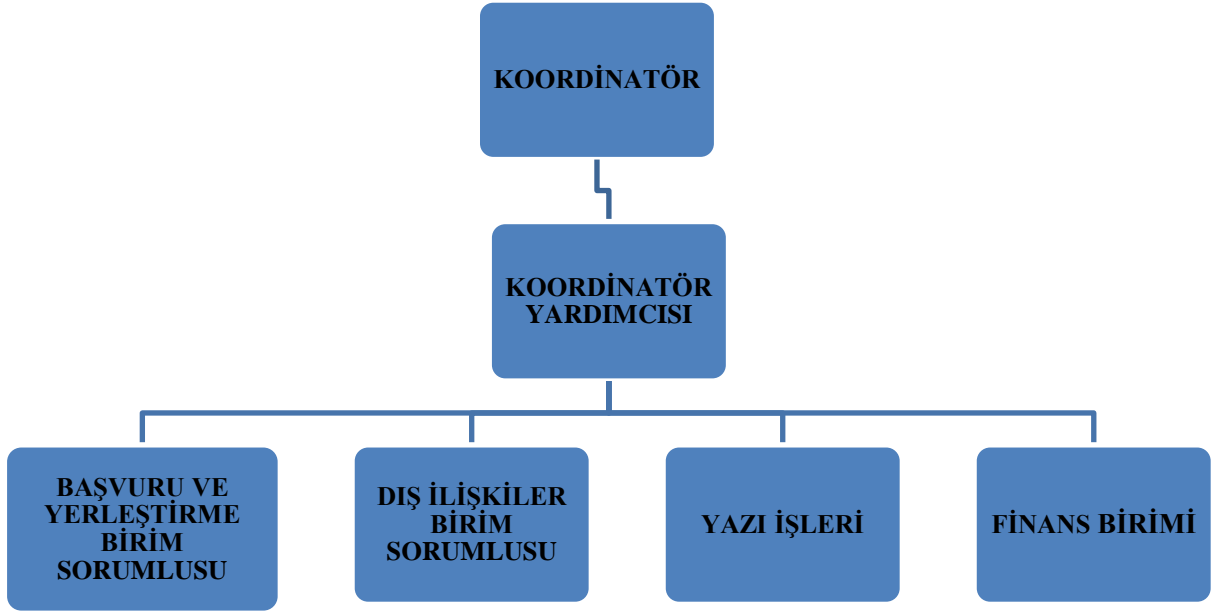 KOORDİNATÖR
KOORDİNATÖR
YARDIMCISI
BAŞVURU VE
YERLEŞTİRME
BİRİM
SORUMLUSU
DIŞ İLİŞKİLER
BİRİM
SORUMLUSU
YAZI İŞLERİ
FİNANS BİRİMİ